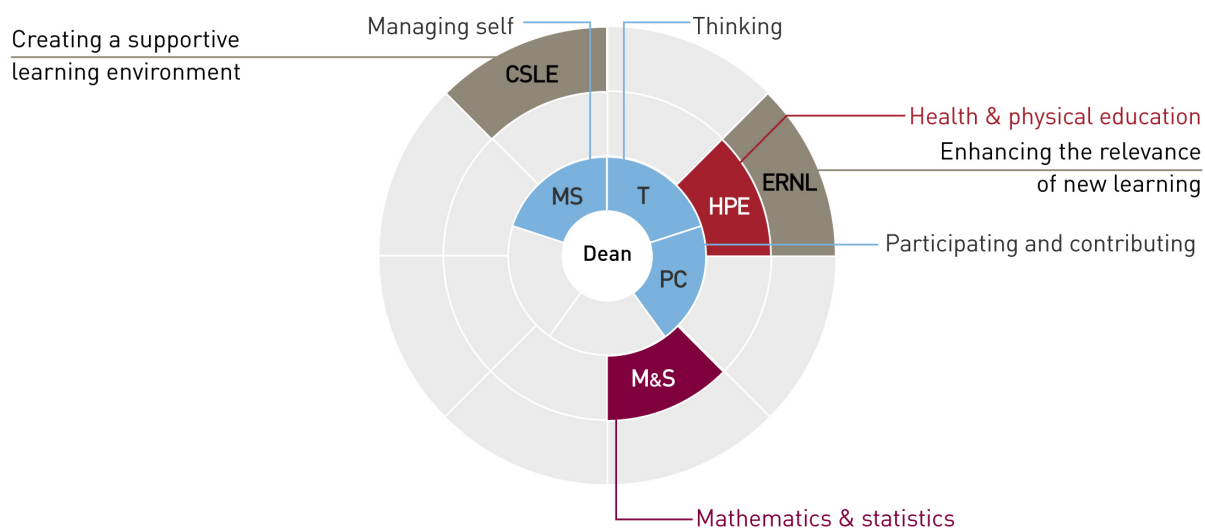 Managing self
Thinking
Creating a supportive
learning environment
CSLE
Health & physical education
Enhancing the relevance
of new learning
ERNL
MS
T
HPE
Participating and contributing
Dean
PC
M&S
Mathematics & statistics